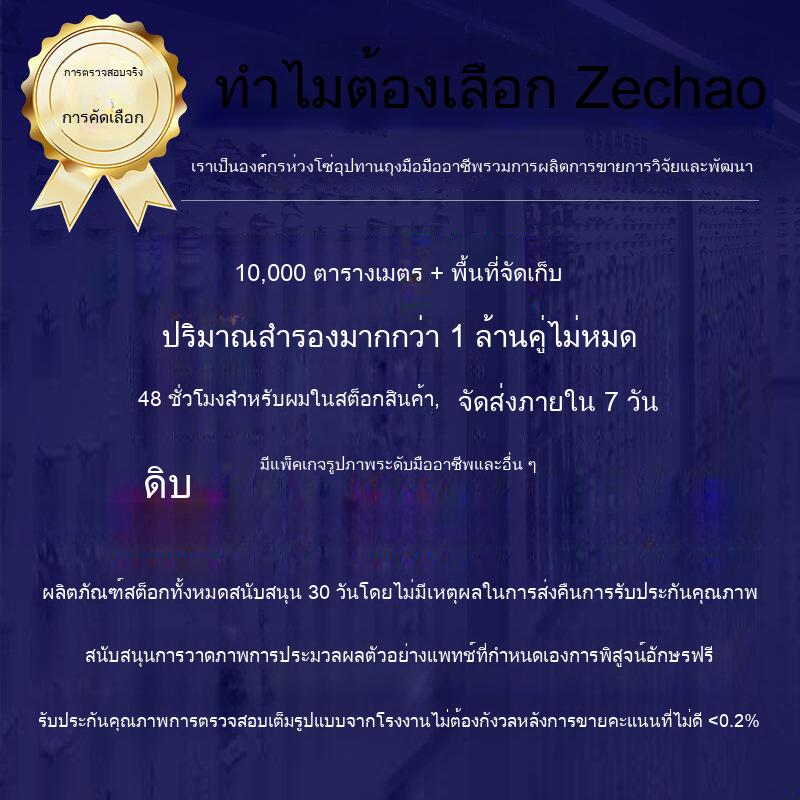 การตรวจสอบจริง
การคัดเลือก
ทำไมต้องเลือก Zechao
เราเป็นองค์กรห่วงโซ่อุปทานถุงมือมืออาชีพรวมการผลิตการขายการวิจัยและพัฒนา
10,000 ตารางเมตร + พื้นที่จัดเก็บ
ปริมาณสำรองมากกว่า 1 ล้านคู่ไม่หมด
48 ชั่วโมงสำหรับผมในสต็อกสินค้า, จัดส่งภายใน 7 วัน
มีแพ็คเกจรูปภาพระดับมืออาชีพและอื่น ๆ
ดิบ
ผลิตภัณฑ์สต็อกทั้งหมดสนับสนุน 30 วันโดยไม่มีเหตุผลในการส่งคืนการรับประกันคุณภาพ
สนับสนุนการวาดภาพการประมวลผลตัวอย่างแพทช์ที่กำหนดเองการพิสูจน์อักษรฟรี
รับประกันคุณภาพการตรวจสอบเต็มรูปแบบจากโรงงานไม่ต้องกังวลหลังการขายคะแนนที่ไม่ดี <0.2%